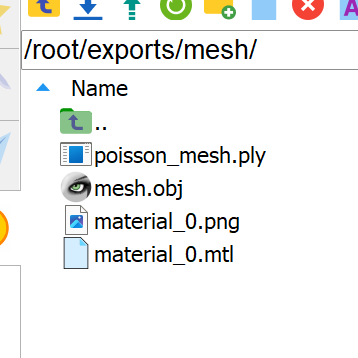 /root/exports/mesh/
Name
..
poisson_mesh.ply
mesh.obj
material_0.png
material_0.mtl